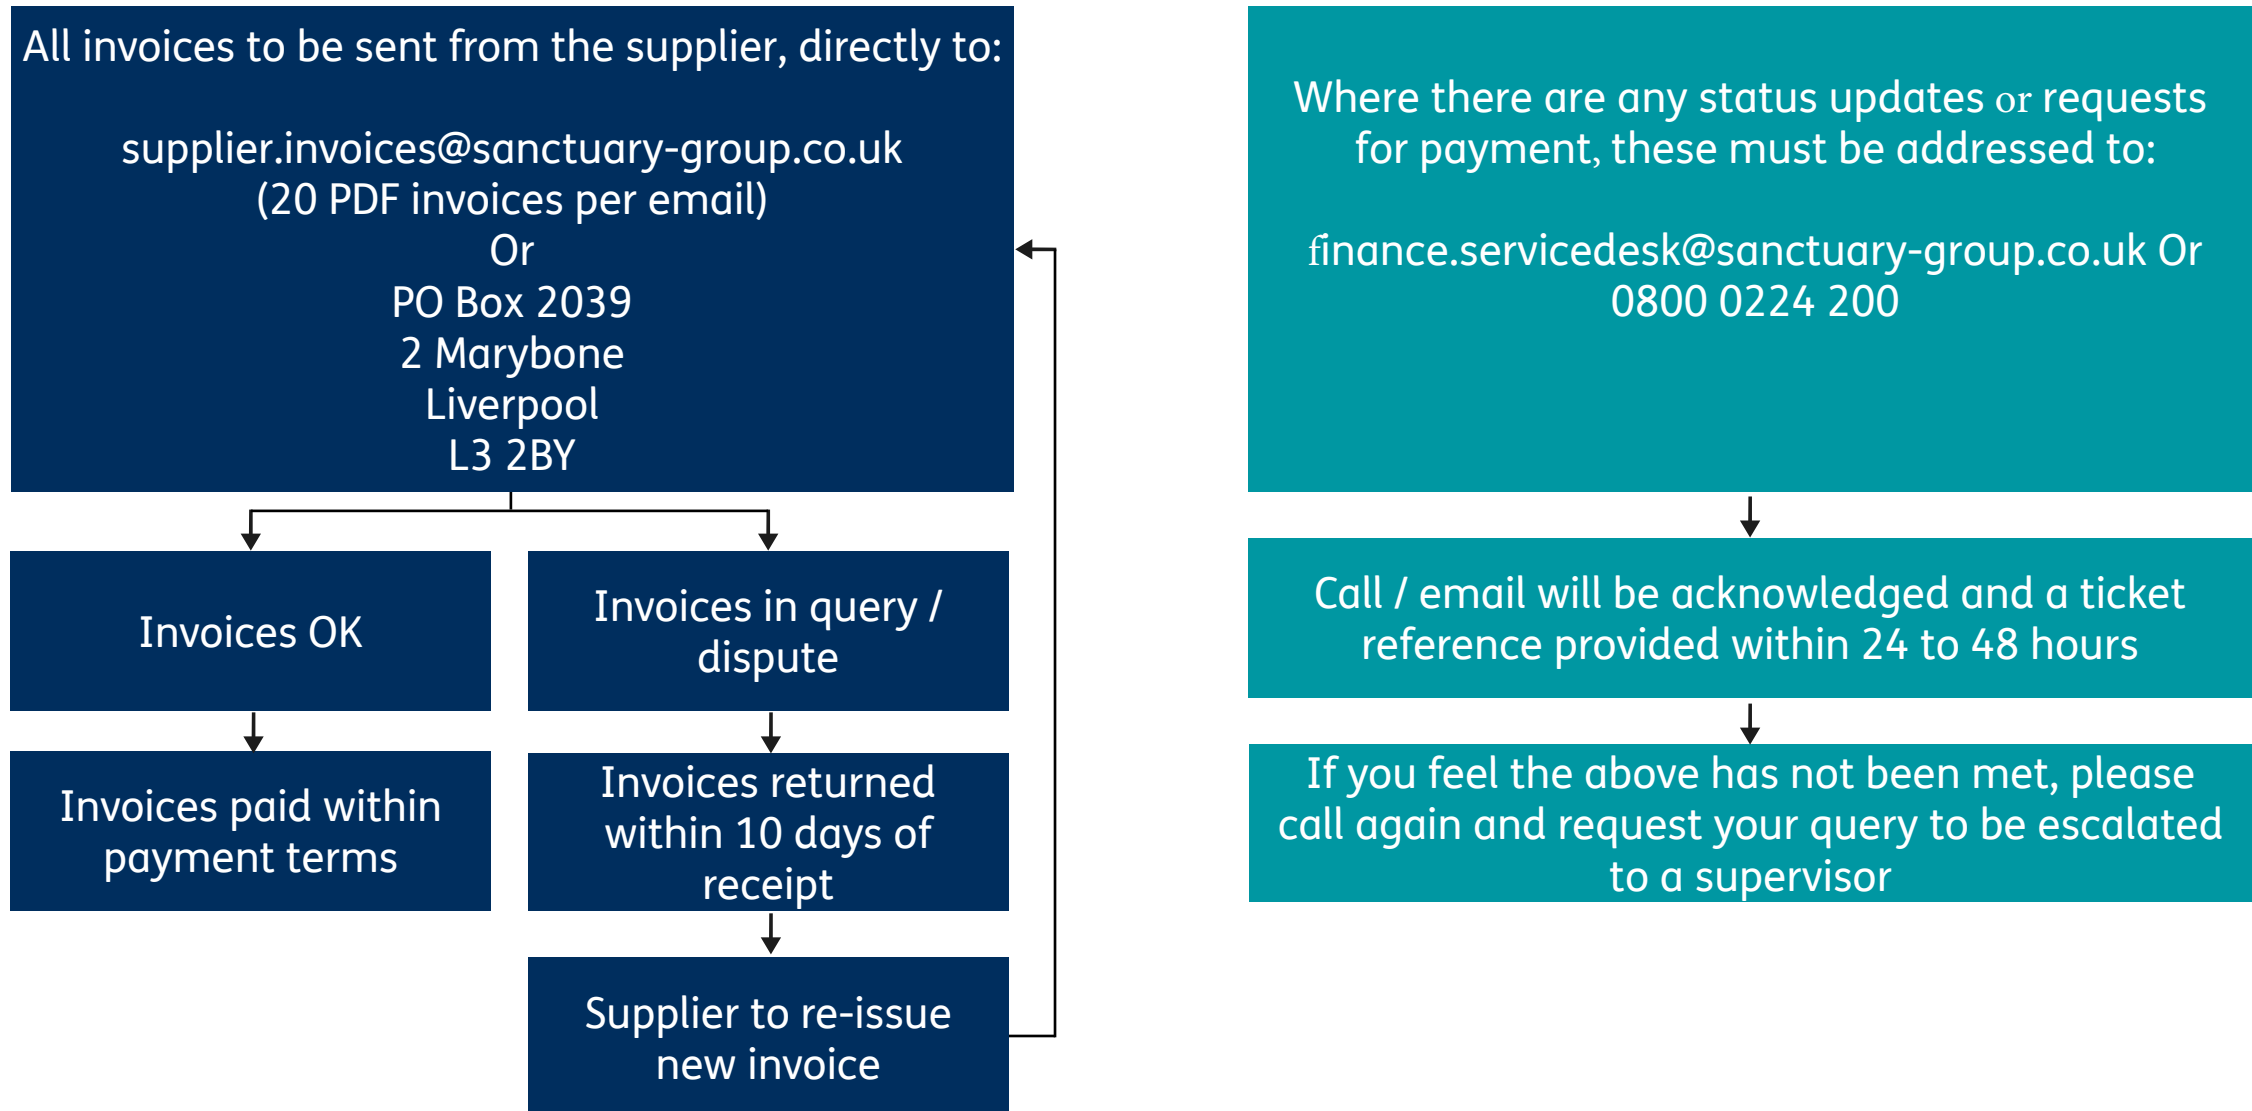 All invoices to be sent from the supplier, directly to:
supplier.invoices@sanctuary-group.co.uk
(20 PDF invoices per email)
Or
PO Box 2039
2 Marybone
Liverpool
L3 2BY
Invoices OK
Invoices paid within
payment terms
Invoices in query /
dispute
Invoices returned
within 10 days of
receipt
Supplier to re-issue
new invoice
Where there are any status updates or requests
for payment, these must be addressed to:
finance.servicedesk@sanctuary-group.co.uk Or
0800 0224 200
Call / email will be acknowledged and a ticket
reference provided within 24 to 48 hours
If you feel the above has not been met, please
call again and request your query to be escalated
to a supervisor